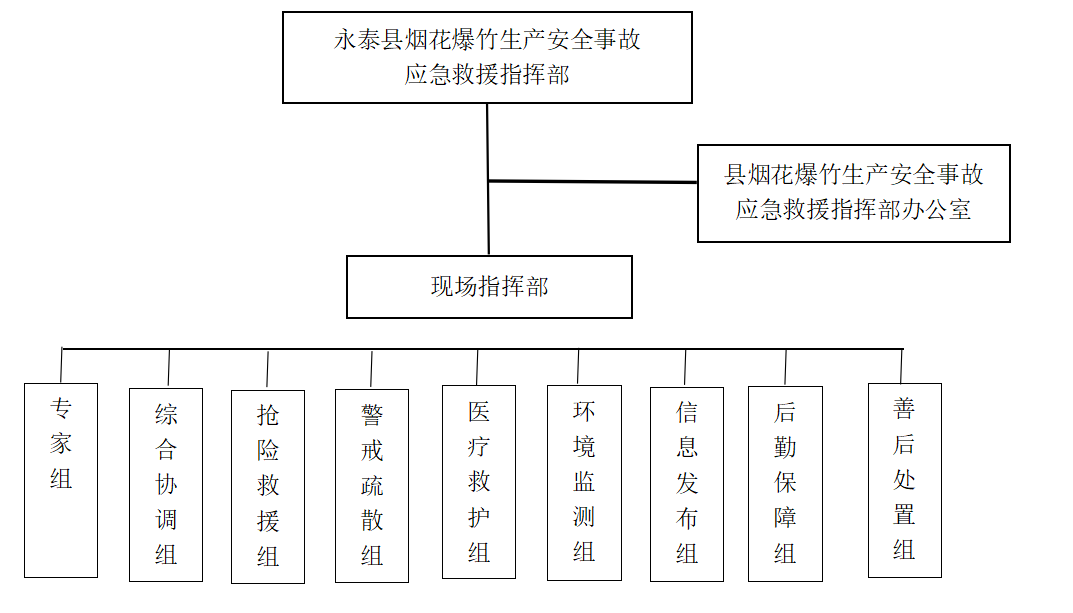 永泰县烟花爆竹生产安全事故
应急救援指挥部
县烟花爆竹生产安全事故
应急救援指挥部办公室
现场指挥部
专家组
综合协调组
抢险救援组
警戒疏散组
医疗救护组
环境监测组
信息发布组
后勤保障组
善后处置组